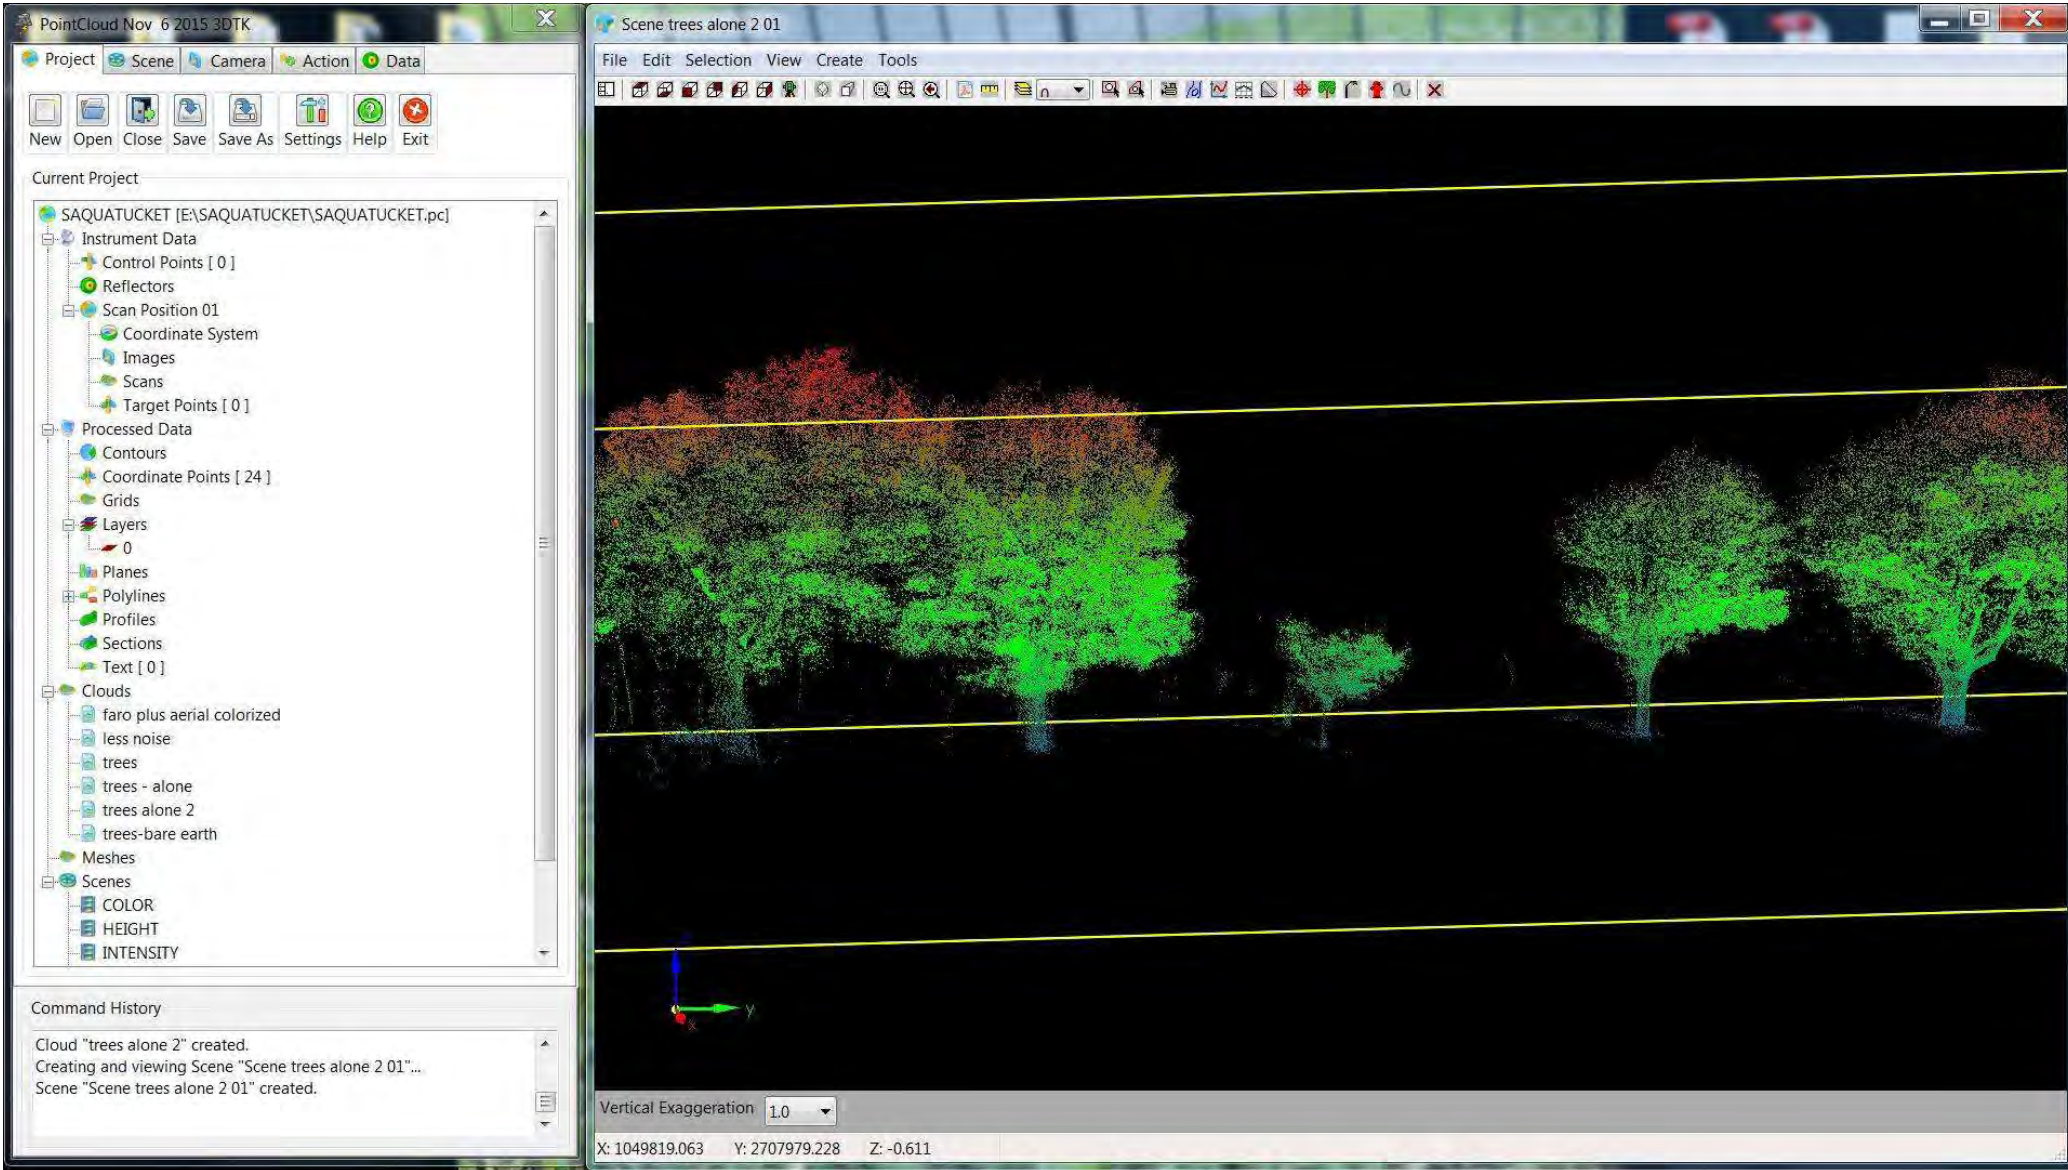 PointCloud Nov 6 2015 3DTK
Project
Scene
Camera
Action
Data
New
Open
Close
Save
Save As
Settings
Help
Exit
Current Project
SAQUATUCKET [E:\SAQUATUCKET\SAQUATUCKET.pc]
Instrument Data
Control Points [ 0 ]
Reflectors
Scan Position 01
Coordinate System
Images
Scans
Target Points [ 0 ]
Processed Data
Contours
Coordinate Points [ 24 ]
Grids
Layers
0
Planes
Polylines
Profiles
Sections
Text [ 0 ]
Clouds
faro plus aerial colorized
less noise
trees
trees - alone
trees alone 2
trees-bare earth
Meshes
Scenes
COLOR
HEIGHT
INTENSITY
Command History
Cloud "trees alone 2" created.
Creating and viewing Scene "Scene trees alone 2 01"...
Scene "Scene trees alone 2 01" created.
Scene trees alone 2 01
File Edit Selection View Create Tools
y
x
Vertical Exaggeration 1.0
X: 1049819.063 Y: 2707979.228 Z: -0.611